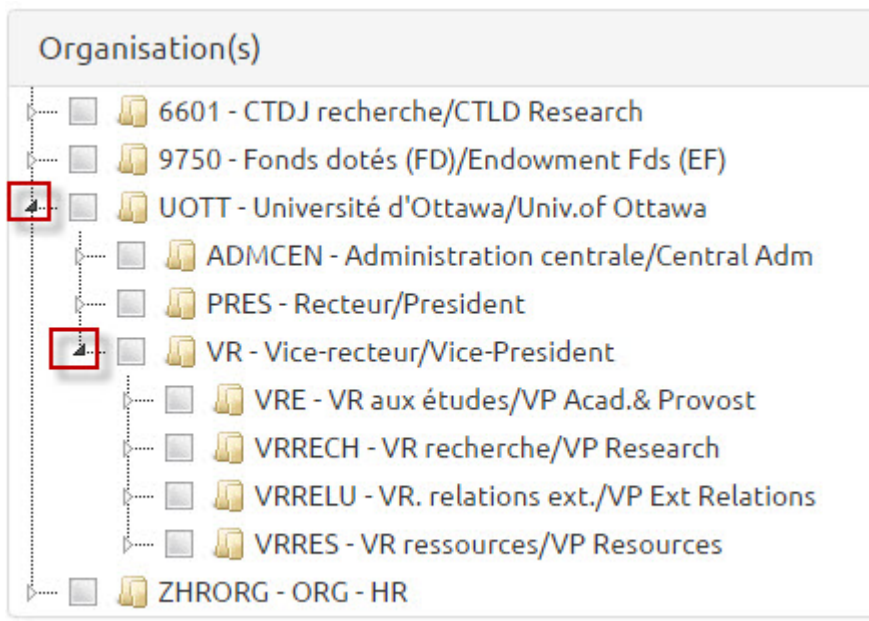 Organisation(s)
6601 - CTDJ recherche/CTLD Research
9750 - Fonds dotés (FD)/Endowment Fds (EF)
UOTT - Université d'Ottawa/Univ.of Ottawa
ADMCEN - Administration centrale/Central Adm
PRES - Recteur/President
VR - Vice-recteur/Vice-President
VRE - VR aux études/VP Acad.& Provost
VRRECH - VR recherche/VP Research
VRRELU - VR. relations ext./VP Ext Relations
VRRES - VR ressources/VP Resources
ZHRORG - ORG - HR